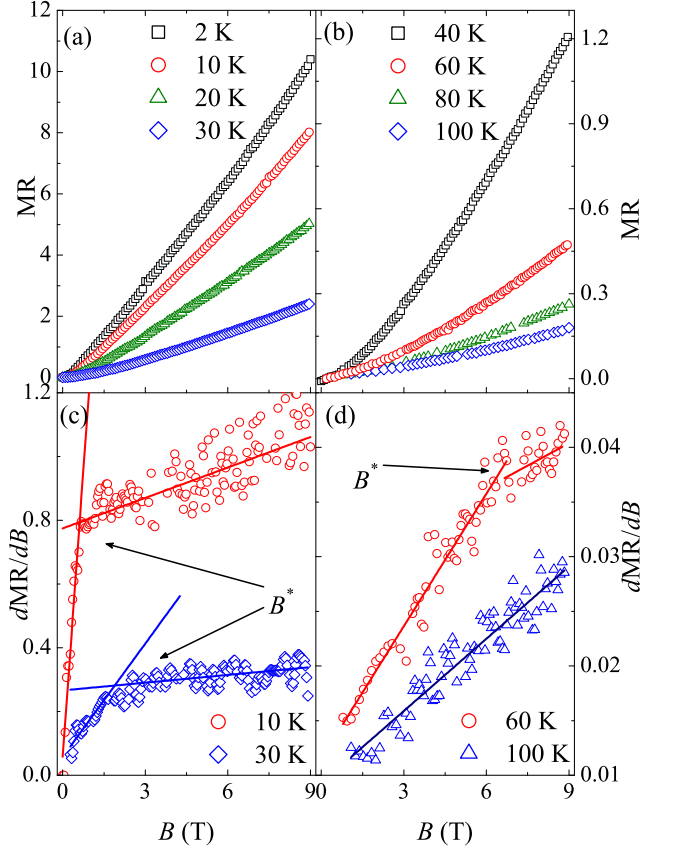 (a)
2 K
10 K
20 K
30 K
MR
12
10
8
6
4
2
0
(b)
40 K
60 K
80 K
100 K
MR
1.2
0.9
0.6
0.3
0.0
(c)
1.2
0.8
0.4
0.0
dMR/dB
B*
10 K
30 K
0 3 6 9
B (T)
(d)
B*
0.04
0.03
0.02
0.01
dMR/dB
60 K
100 K
0 3 6 9
B (T)